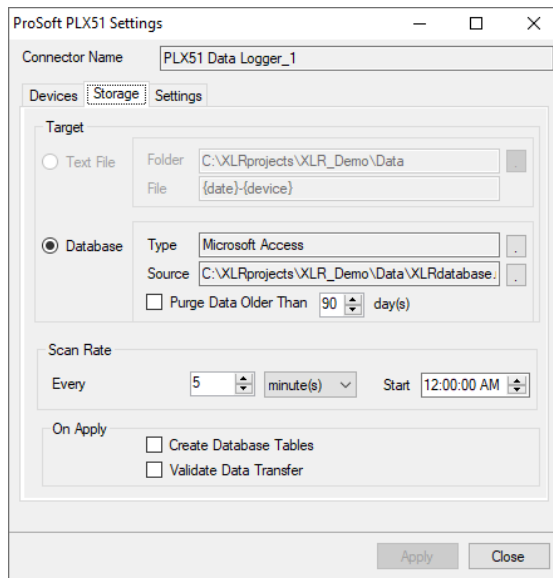 ProSoft PLX51 Settings
Connector Name PLX51 Data Logger_1
Devices Storage Settings
Target
Text File Folder C:\XLRprojects\XLR_Demo\Data .
File {date}-{device}
Database Type Microsoft Access .
Source C:\XLRprojects\XLR_Demo\Data\XLRdatabase. .
Purge Data Older Than 90 day(s)
Scan Rate
Every 5 minute(s) Start 12:00:00 AM
On Apply
Create Database Tables
Validate Data Transfer
Apply Close